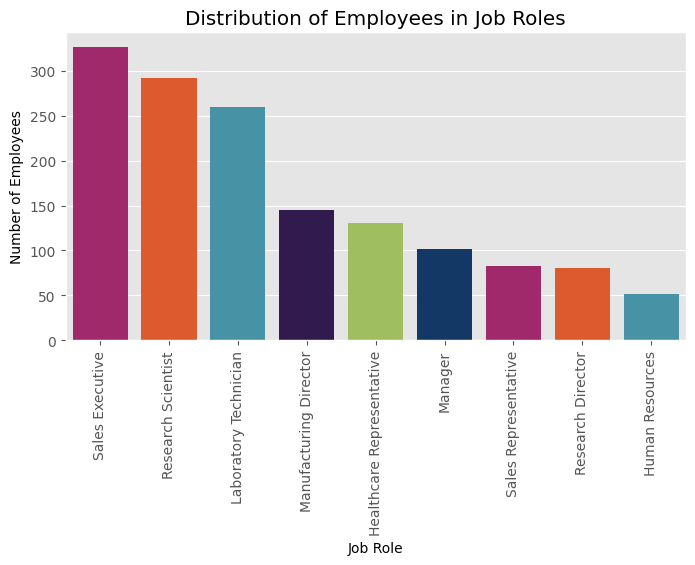 Distribution of Employees in Job Roles
Number of Employees
300
250
200
150
100
50
0
Sales Executive
Research Scientist
Laboratory Technician
Manufacturing Director
Healthcare Representative
Manager
Sales Representative
Research Director
Human Resources
Job Role